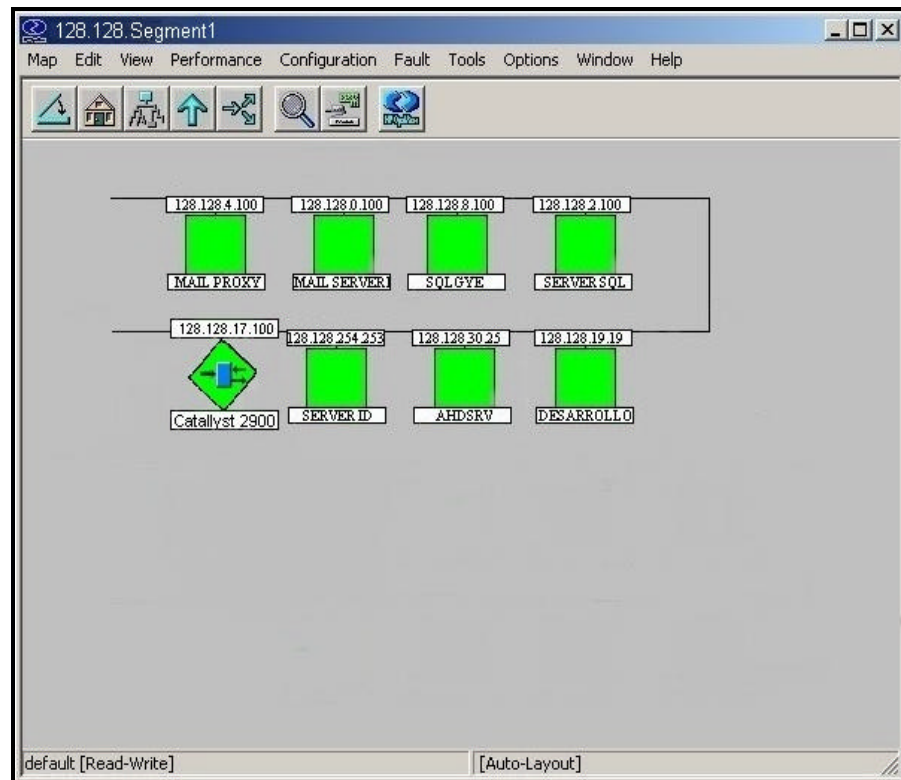 128.128.Segment1
Map Edit View Performance Configuration Fault Tools Options Window Help
128.128.4.100 128.128.0.100 128.128.8.100 128.128.2.100
MAIL PROXY MAIL SERVER1 SQLGYE SERVER SQL
128.128.17.100 128.128.254.253 128.128.30.25 128.128.19.19
Catallyst 2900 SERVER ID AHDSRV DESARROLLO
default [Read-Write] [Auto-Layout]